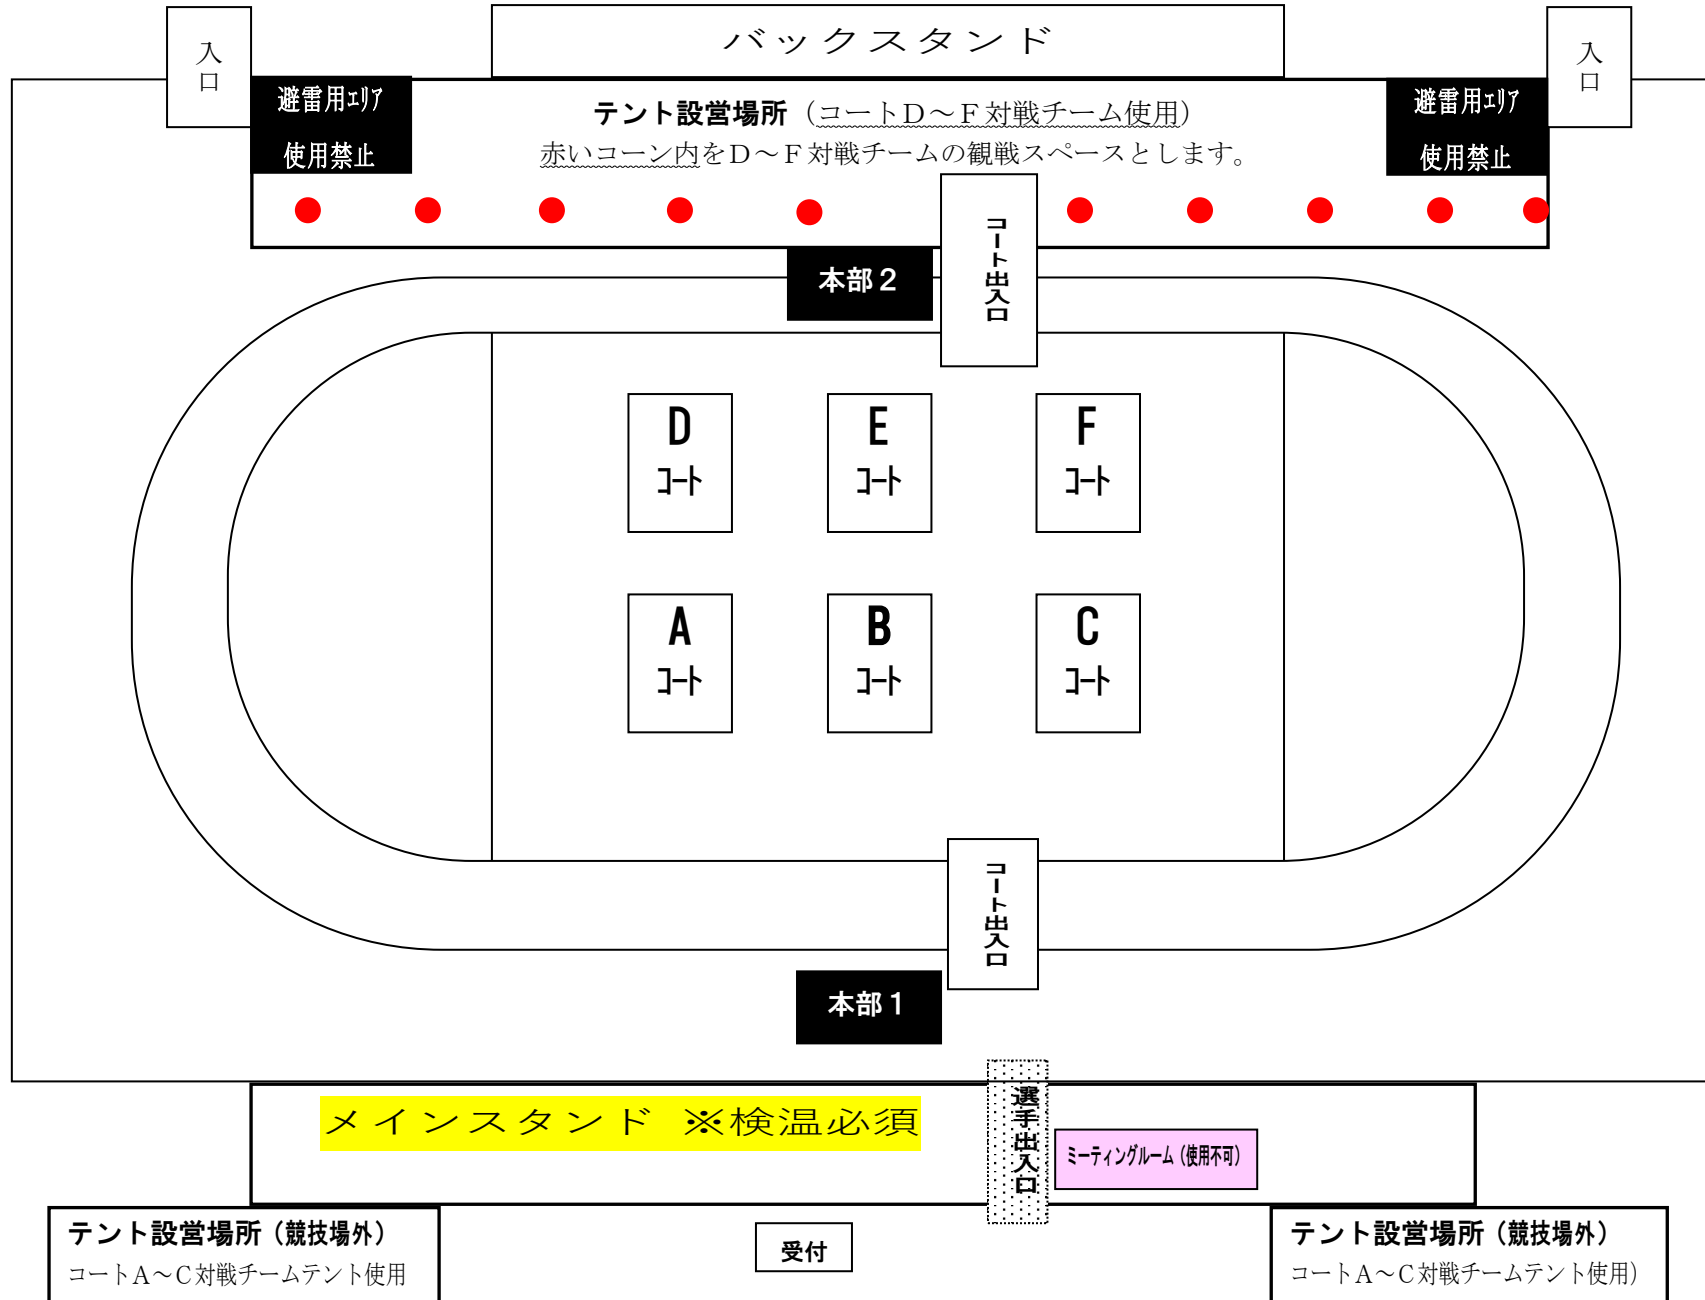 バックスタンド
入口
入口
避雷用エリア
使用禁止
テント設営場所（コートD～F対戦チーム使用）
赤いコーン内をD～F対戦チームの観戦スペースとします。
避雷用エリア
使用禁止
コート出入口
本部２
D
コート
E
コート
F
コート
A
コート
B
コート
C
コート
コート出入口
本部１
選手出入口
メインスタンド ※検温必須
ミーティングルーム（使用不可）
テント設営場所（競技場外）
コートA～C対戦チームテント使用
受付
テント設営場所（競技場外）
コートA～C対戦チームテント使用）